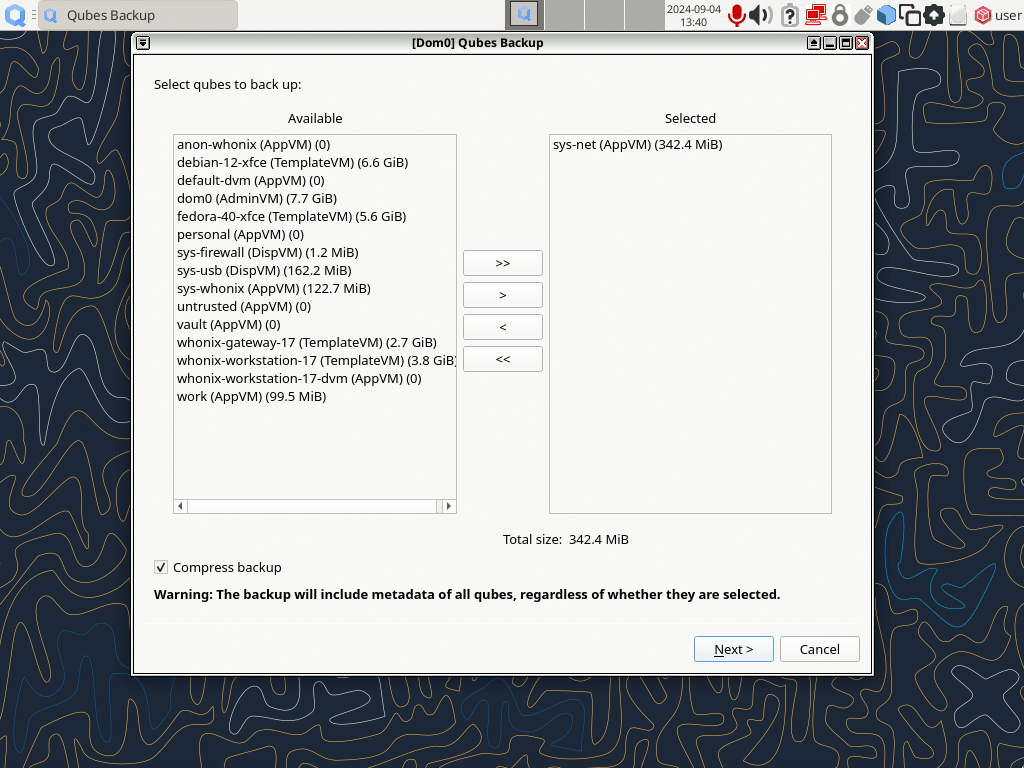 Qubes Backup
2024-09-04
13:40
user
[Dom0] Qubes Backup
Select qubes to back up:
Available
Selected
anon-whonix (AppVM) (0)
debian-12-xfce (TemplateVM) (6.6 GiB)
default-dvm (AppVM) (0)
dom0 (AdminVM) (7.7 GiB)
fedora-40-xfce (TemplateVM) (5.6 GiB)
personal (AppVM) (0)
sys-firewall (DispVM) (1.2 MiB)
sys-usb (DispVM) (162.2 MiB)
sys-whonix (AppVM) (122.7 MiB)
untrusted (AppVM) (0)
vault (AppVM) (0)
whonix-gateway-17 (TemplateVM) (2.7 GiB)
whonix-workstation-17 (TemplateVM) (3.8 GiB)
whonix-workstation-17-dvm (AppVM) (0)
work (AppVM) (99.5 MiB)
>>
>
<
<<
sys-net (AppVM) (342.4 MiB)
Total size: 342.4 MiB
Compress backup
Warning: The backup will include metadata of all qubes, regardless of whether they are selected.
Next >
Cancel